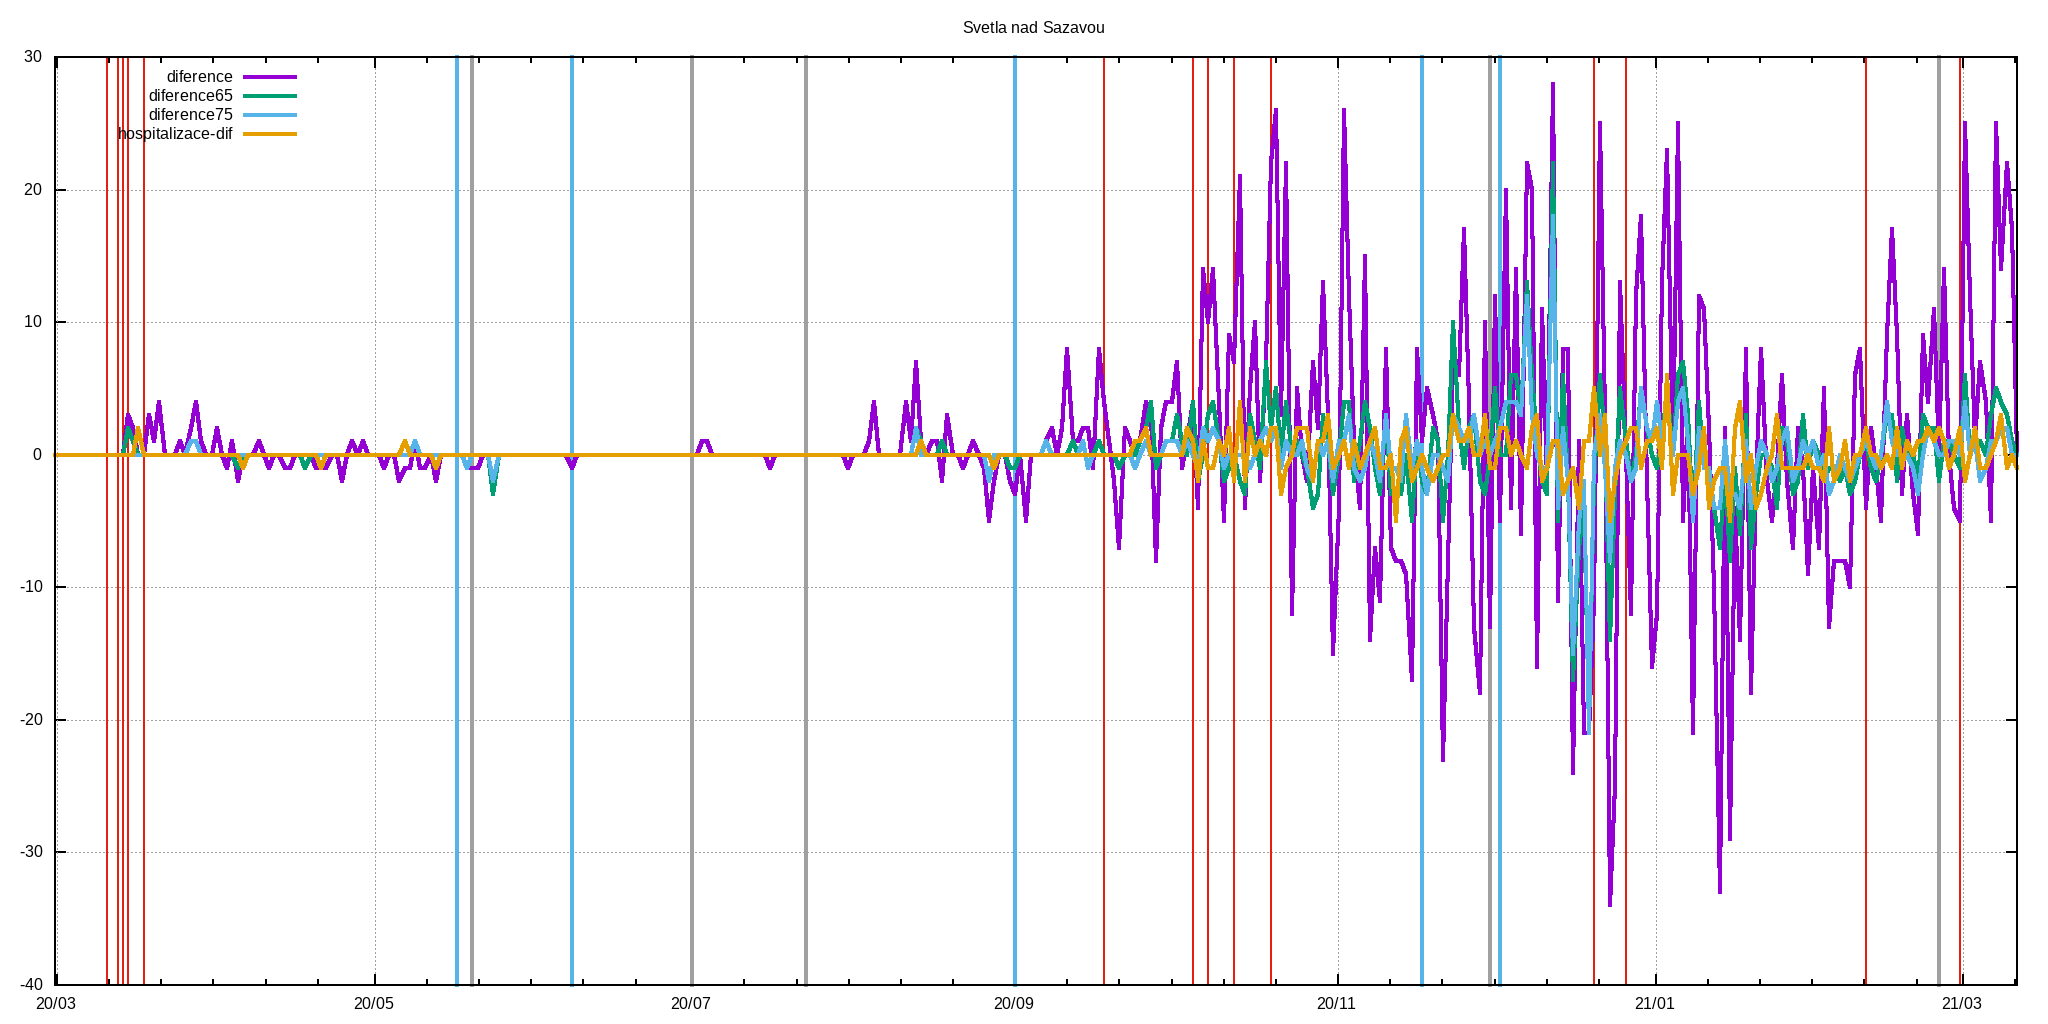 Svetla nad Sazavou
30
diference
diference65
diference75
hospitalizace-dif
20
10
0
-10
-20
-30
-40
20/03 20/05 20/07 20/09 20/11 21/01 21/03